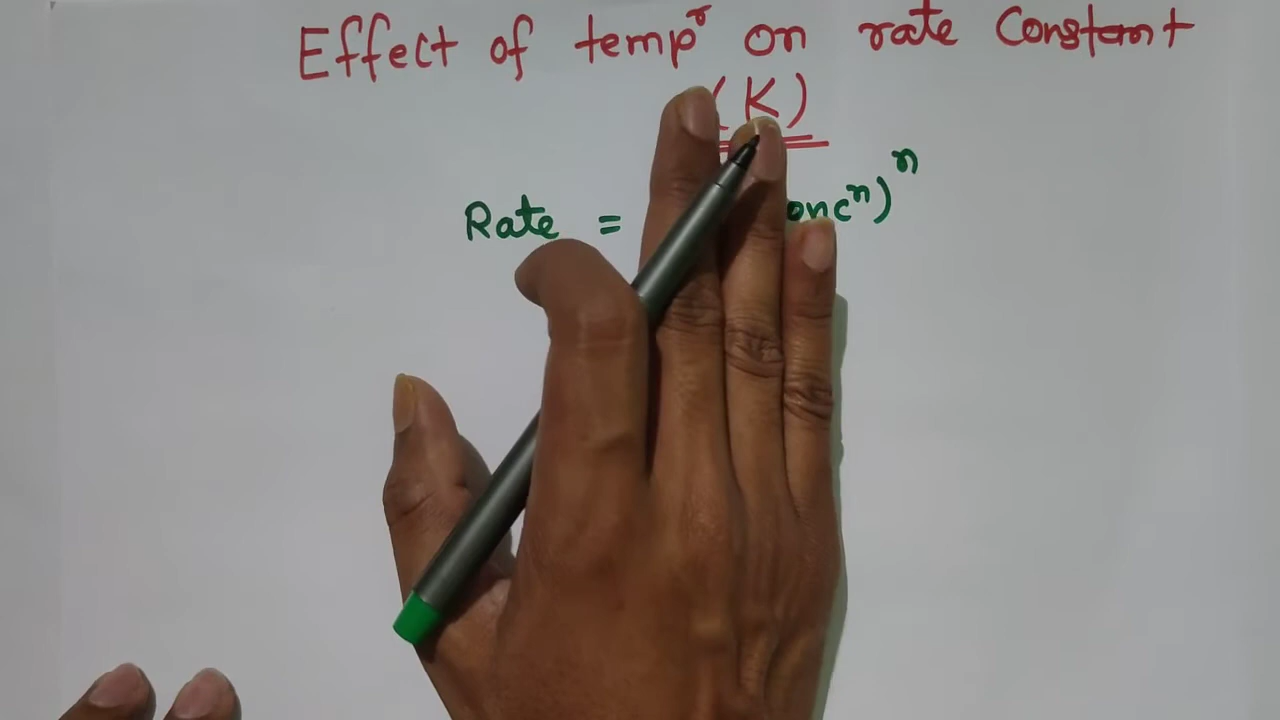 Effect of temp^r on rate Constant
(K)
Rate = onc^n)^n